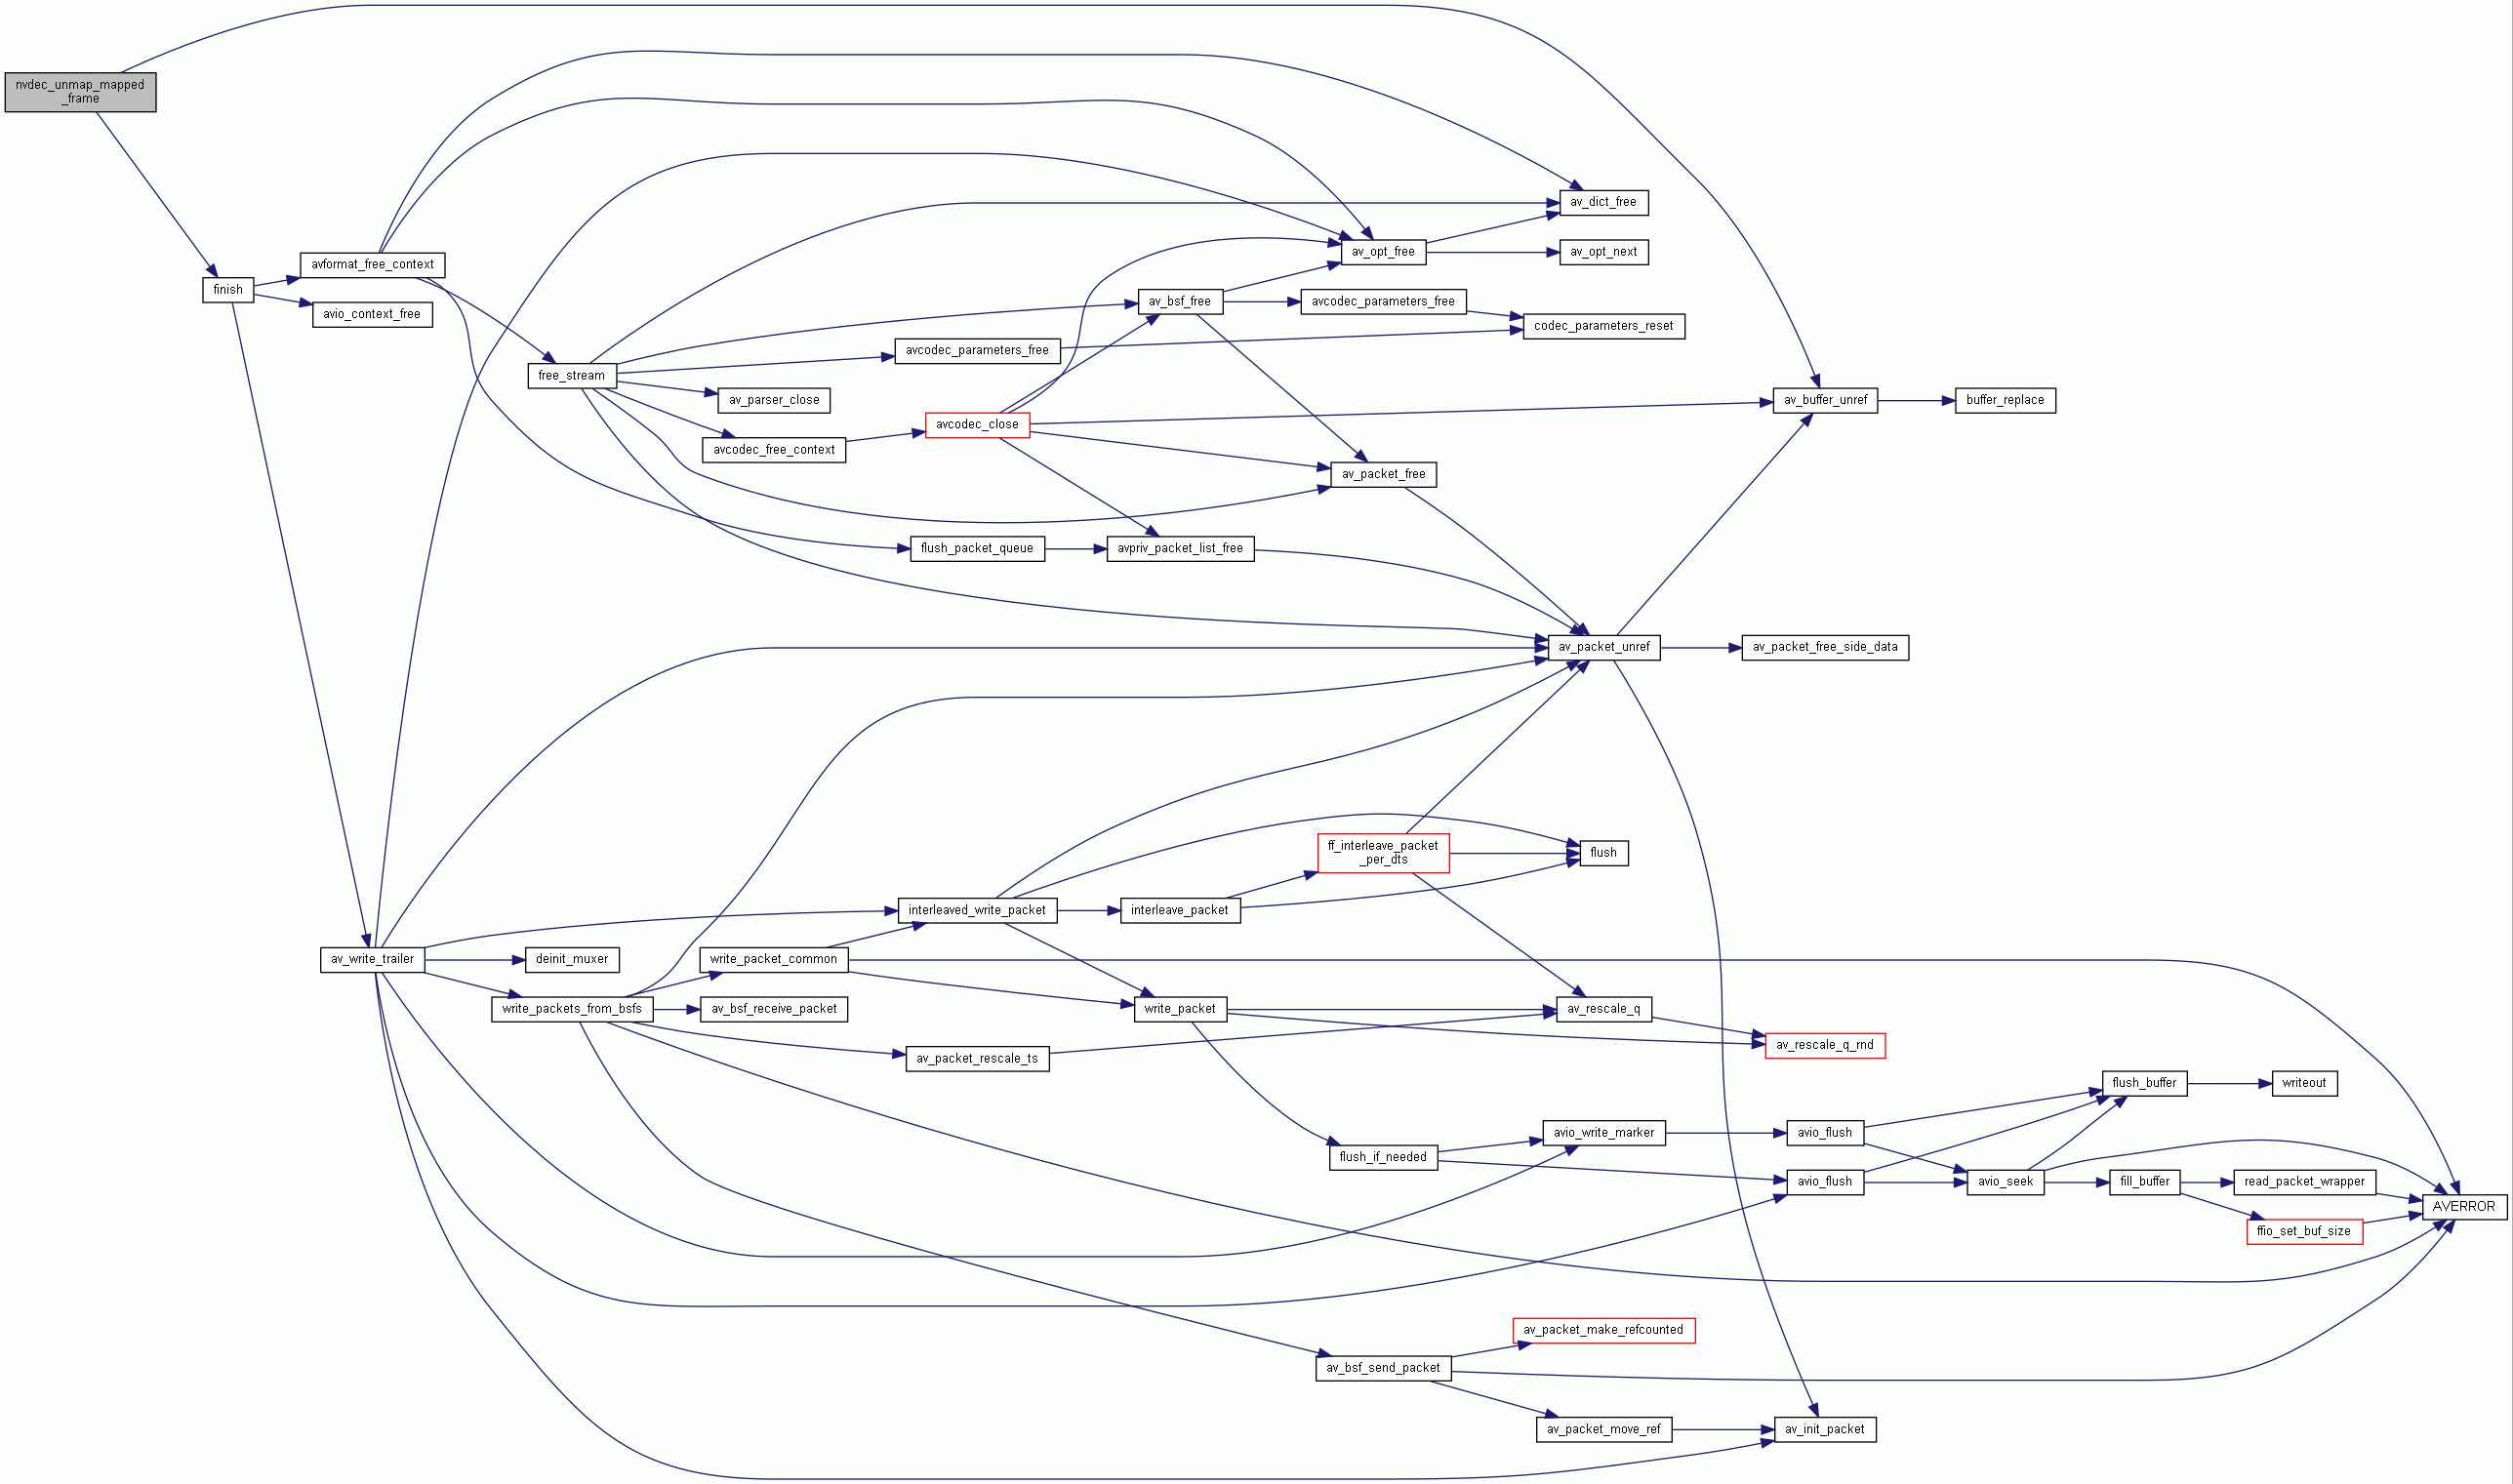 nvdec_unmap_mapped
_frame
finish
avformat_free_context
avio_context_free
av_write_trailer
free_stream
deinit_muxer
write_packets_from_bsfs
av_parser_close
avcodec_free_context
write_packet_common
av_bsf_receive_packet
avcodec_parameters_free
avcodec_close
flush_packet_queue
interleaved_write_packet
av_packet_rescale_ts
av_bsf_free
avpriv_packet_list_free
interleave_packet
write_packet
av_opt_free
avcodec_parameters_free
av_packet_free
ff_interleave_packet
_per_dts
flush_if_needed
av_bsf_send_packet
av_dict_free
av_opt_next
codec_parameters_reset
av_packet_unref
flush
av_rescale_q
avio_write_marker
av_packet_make_refcounted
av_packet_move_ref
av_buffer_unref
av_packet_free_side_data
av_rescale_q_rnd
avio_flush
avio_flush
av_init_packet
buffer_replace
avio_seek
flush_buffer
fill_buffer
writeout
read_packet_wrapper
ffio_set_buf_size
AVERROR